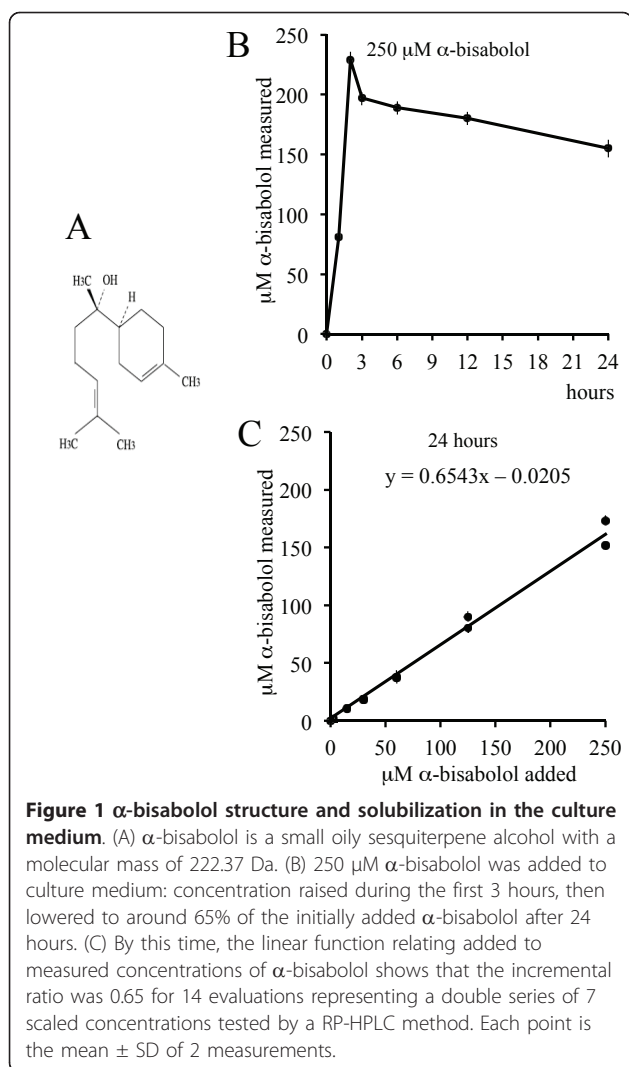 A
H3C
OH
H
CH3
H3C
CH3
B
250 μM α-bisabolol
μM α-bisabolol measured
250
200
150
100
50
0
0 3 6 9 12 15 18 21 24
hours
C
24 hours
y = 0.6543x – 0.0205
μM α-bisabolol measured
250
200
150
100
50
0
0 50 100 150 200 250
μM α-bisabolol added
Figure 1 α-bisabolol structure and solubilization in the culture
medium. (A) α-bisabolol is a small oily sesquiterpene alcohol with a
molecular mass of 222.37 Da. (B) 250 μM α-bisabolol was added to
culture medium: concentration raised during the first 3 hours, then
lowered to around 65% of the initially added α-bisabolol after 24
hours. (C) By this time, the linear function relating added to
measured concentrations of α-bisabolol shows that the incremental
ratio was 0.65 for 14 evaluations representing a double series of 7
scaled concentrations tested by a RP-HPLC method. Each point is
the mean ± SD of 2 measurements.